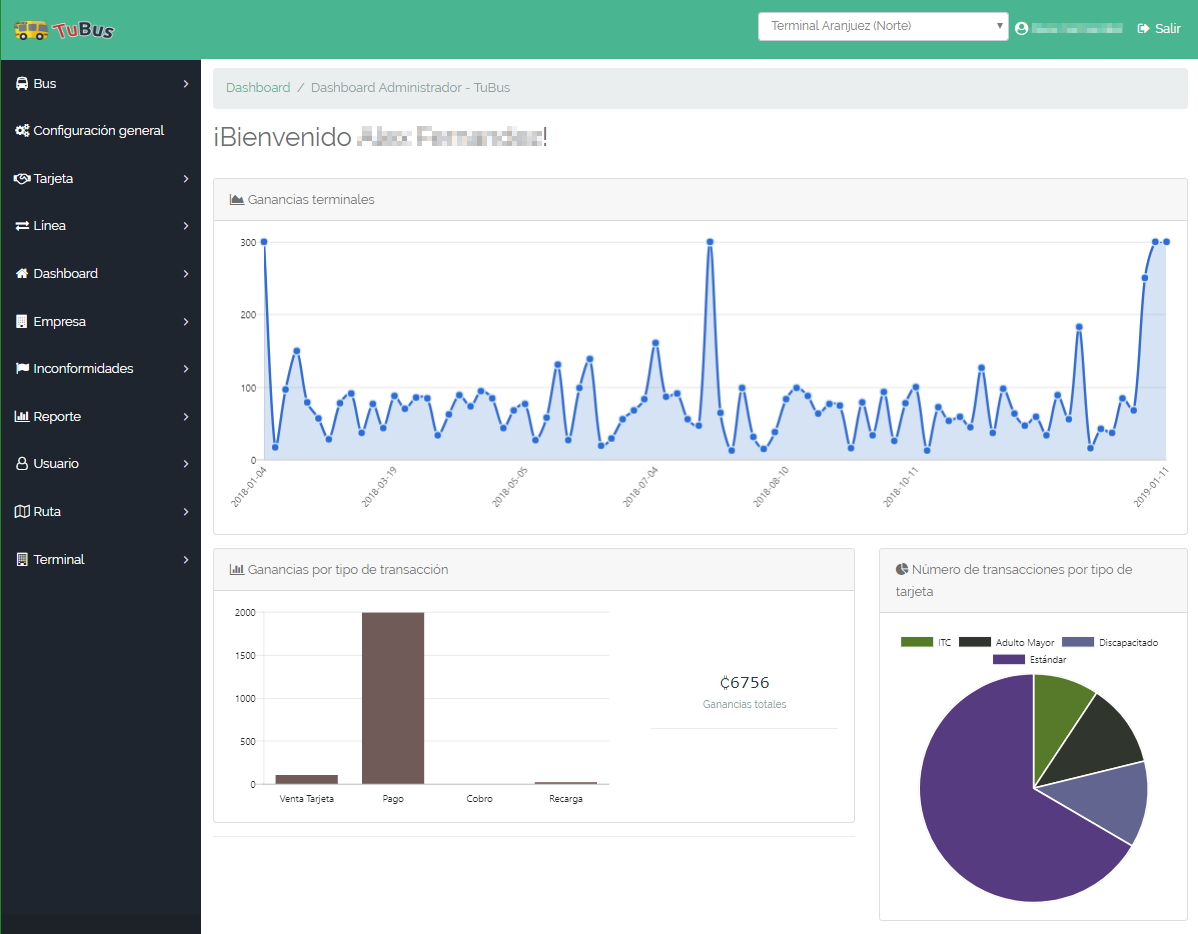 TuBus
Terminal Aranjuez (Norte)
Salir
Bus
Configuración general
Tarjeta
Línea
Dashboard
Empresa
Inconformidades
Reporte
Usuario
Ruta
Terminal
Dashboard / Dashboard Administrador - TuBus
¡Bienvenido !
Ganancias terminales
300
200
100
0
2018-01-04
2018-03-19
2018-05-05
2018-07-04
2018-08-10
2018-10-11
2019-01-11
Ganancias por tipo de transacción
2000
1500
1000
500
0
Venta Tarjeta
Pago
Cobro
Recarga
₡6756
Ganancias totales
Número de transacciones por tipo de
tarjeta
ITC Adulto Mayor Discapacitado
Estándar